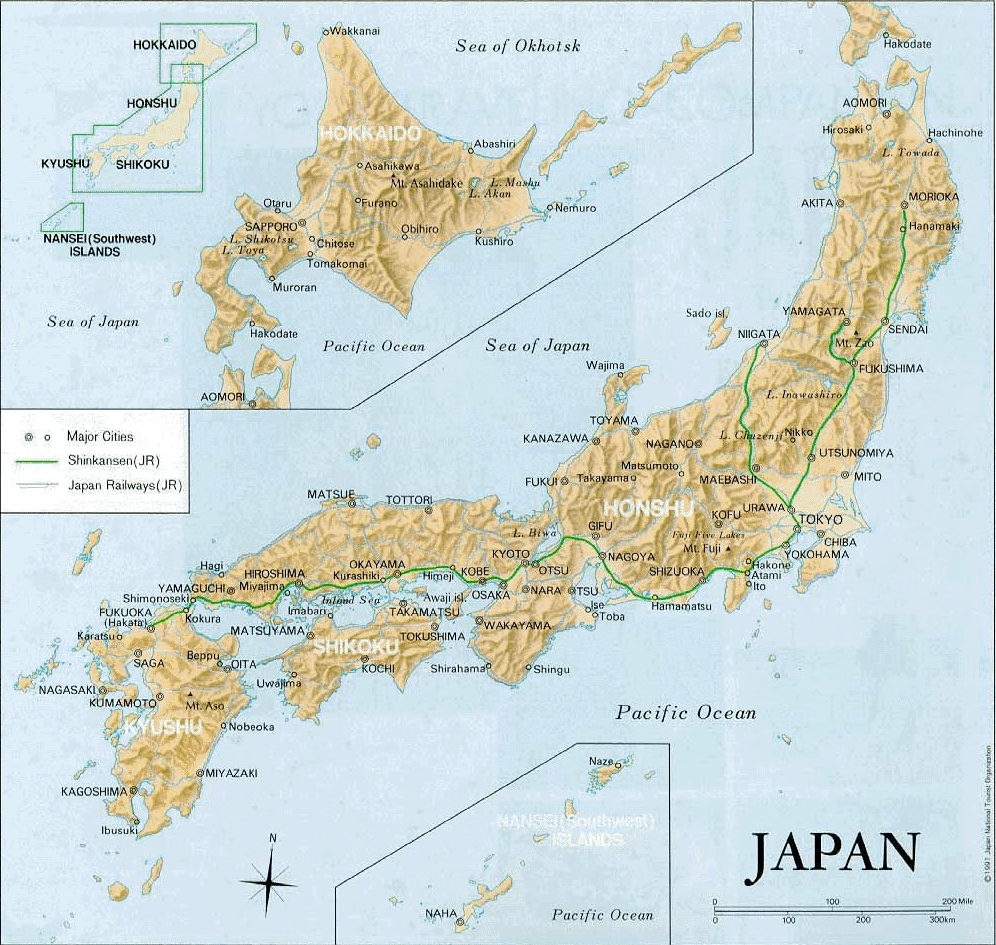 HOKKAIDO
HONSHU
KYUSHU
SHIKOKU
NANSEI(Southwest)
ISLANDS
Wakkanai
Sea of Okhotsk
HOKKAIDO
Abashiri
Asahikawa
Mt. Asahidake
L. Mashu
L. Akan
Furano
Otaru
Nemuro
SAPPORO
Obihiro
Kushiro
L. Shikotsu
Chitose
L. Toya
Tomakomai
Muroran
Sea of Japan
Hakodate
Pacific Ocean
AOMORI
Hakodate
AOMORI
Hirosaki
Hachinohe
L. Towada
AKITA
MORIOKA
Hanamaki
Sado isl.
YAMAGATA
SENDAI
NIIGATA
Mt. Zao
FUKUSHIMA
Sea of Japan
Wajima
L. Inawashiro
TOYAMA
KANAZAWA
NAGANO
L. Chuzenji
Nikko
Matsumoto
UTSUNOMIYA
FUKUI
Takayama
MAEBASHI
MITO
HONSHU
KOFU
URAWA
TOKYO
GIFU
Fuji Five Lakes
CHIBA
L. Biwa
Mt. Fuji
YOKOHAMA
KYOTO
OTSU
NAGOYA
Hakone
Atami
Ito
SHIZUOKA
Hamamatsu
Major Cities
Shinkansen(JR)
Japan Railways(JR)
MATSUE
TOTTORI
Hagi
OKAYAMA
Himeji
KOBE
HIROSHIMA
Kurashiki
YAMAGUCHI
Miyajima
OSAKA
NARA
TSU
Shimonoseki
Inland Sea
Awaji isl.
Ise
Toba
Imabari
TAKAMATSU
FUKUOKA
(Hakata)
Kokura
MATSUYAMA
TOKUSHIMA
WAKAYAMA
Karatsu
SHIKOKU
Beppu
OITA
SAGA
KOCHI
Shirahama
Shingu
Uwajima
NAGASAKI
KUMAMOTO
Mt. Aso
KYUSHU
Nobeoka
Pacific Ocean
MIYAZAKI
KAGOSHIMA
Ibusuki
N
Naze
NANSEI(Southwest)
ISLANDS
NAHA
Pacific Ocean
JAPAN
0 100 200 Mile
0 100 200 300km
©1991 Japan National Tourist Organization